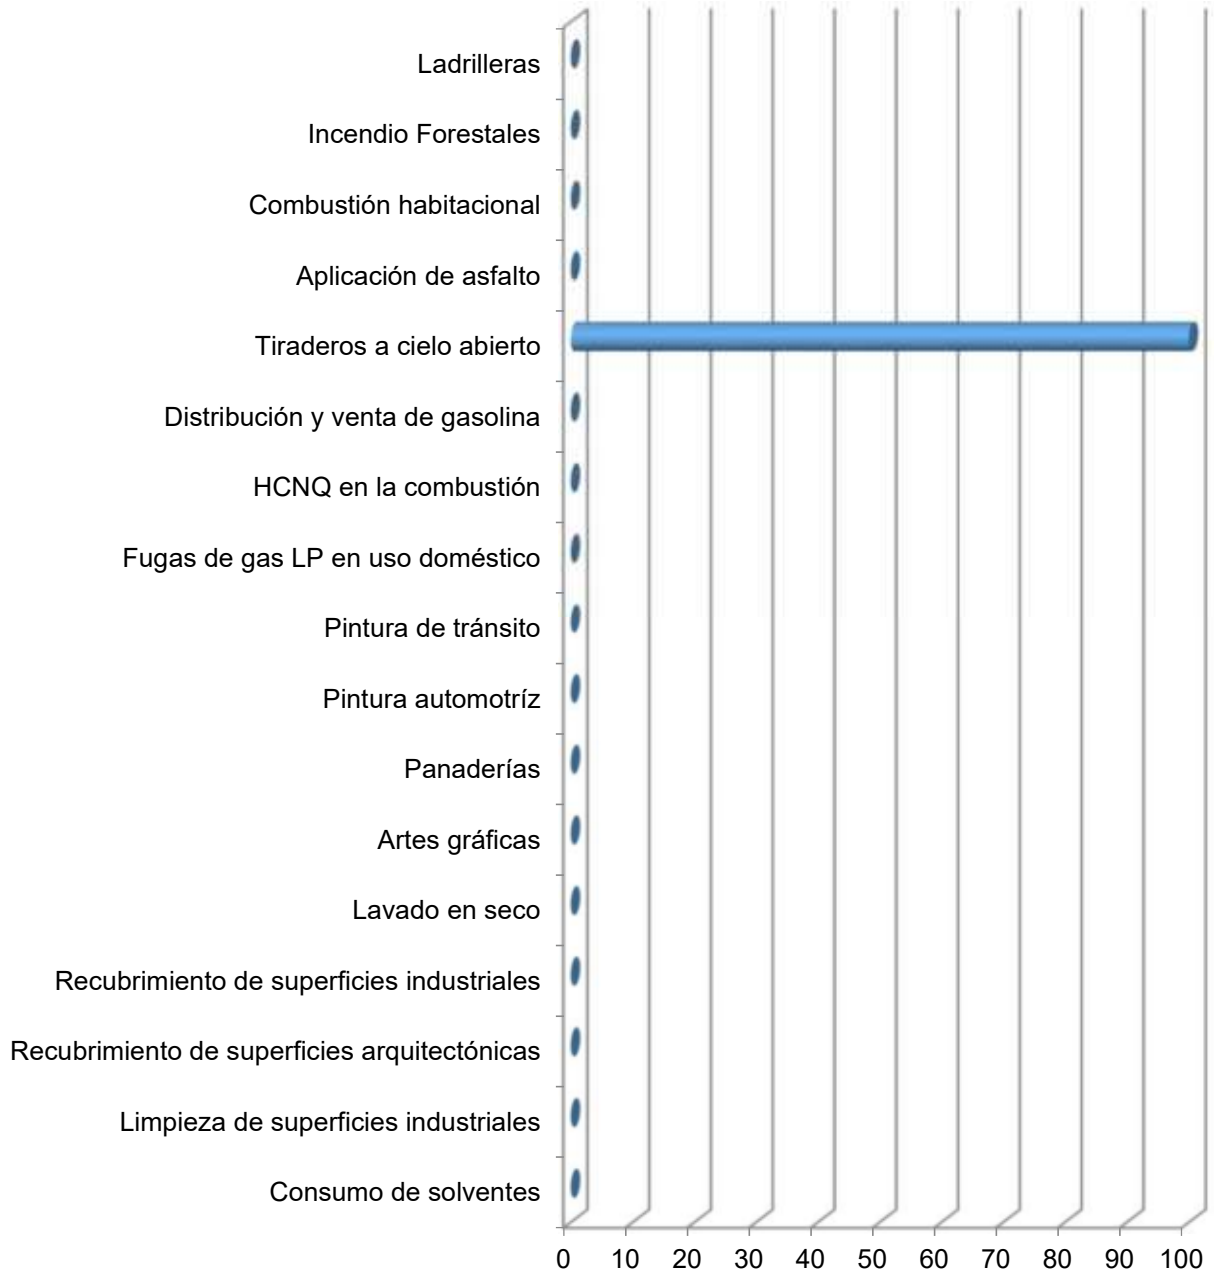 Ladrilleras
Incendio Forestales
Combustión habitacional
Aplicación de asfalto
Tiraderos a cielo abierto
Distribución y venta de gasolina
HCNQ en la combustión
Fugas de gas LP en uso doméstico
Pintura de tránsito
Pintura automotríz
Panaderías
Artes gráficas
Lavado en seco
Recubrimiento de superficies industriales
Recubrimiento de superficies arquitectónicas
Limpieza de superficies industriales
Consumo de solventes
0 10 20 30 40 50 60 70 80 90 100